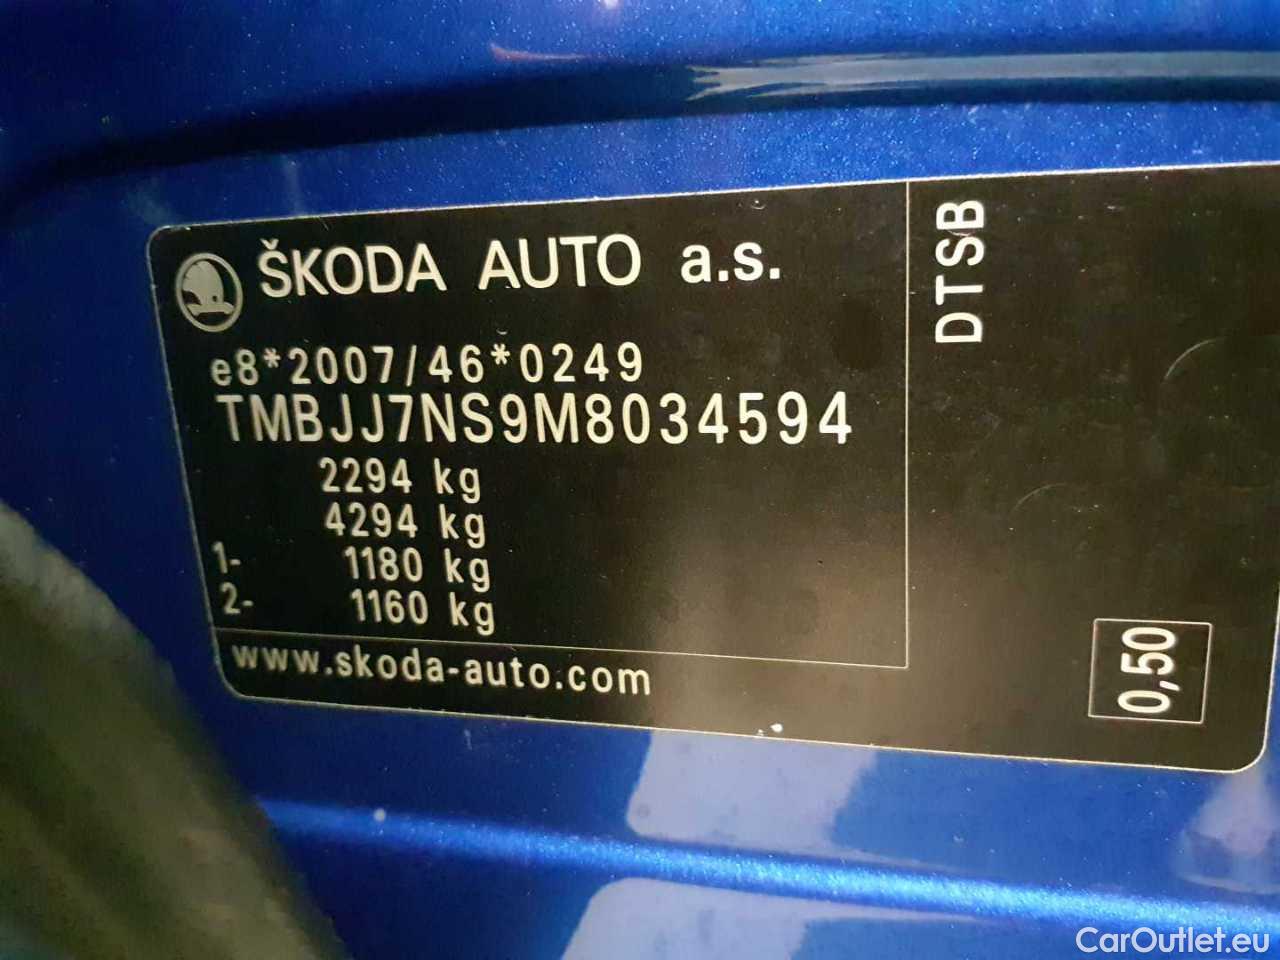 ŠKODA AUTO a.s.
e8*2007/46*0249
TMBJJ7NS9M8034594
2294 kg
4294 kg
1- 1180 kg
2- 1160 kg
www.skoda-auto.com
DTSB
0,50
CarOutlet.eu